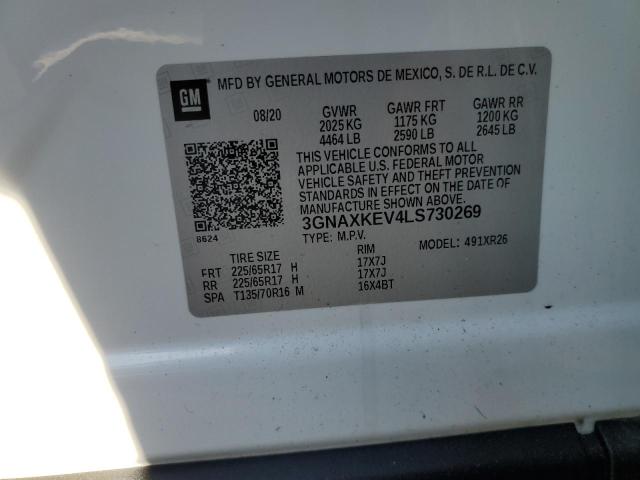 GM
MFD BY GENERAL MOTORS DE MEXICO, S. DE R.L. DE C.V.
08/20 GVWR GAWR FRT GAWR RR
2025 KG 1175 KG 1200 KG
4464 LB 2590 LB 2645 LB
THIS VEHICLE CONFORMS TO ALL
APPLICABLE U.S. FEDERAL MOTOR
VEHICLE SAFETY AND THEFT PREVENTION
STANDARDS IN EFFECT ON THE DATE OF
MANUFACTURE SHOWN ABOVE.
8624 3GNAXKEV4LS730269
TYPE: M.P.V. MODEL: 491XR26
TIRE SIZE RIM
FRT 225/65R17 H 17X7J
RR 225/65R17 H 17X7J
SPA T135/70R16 M 16X4BT